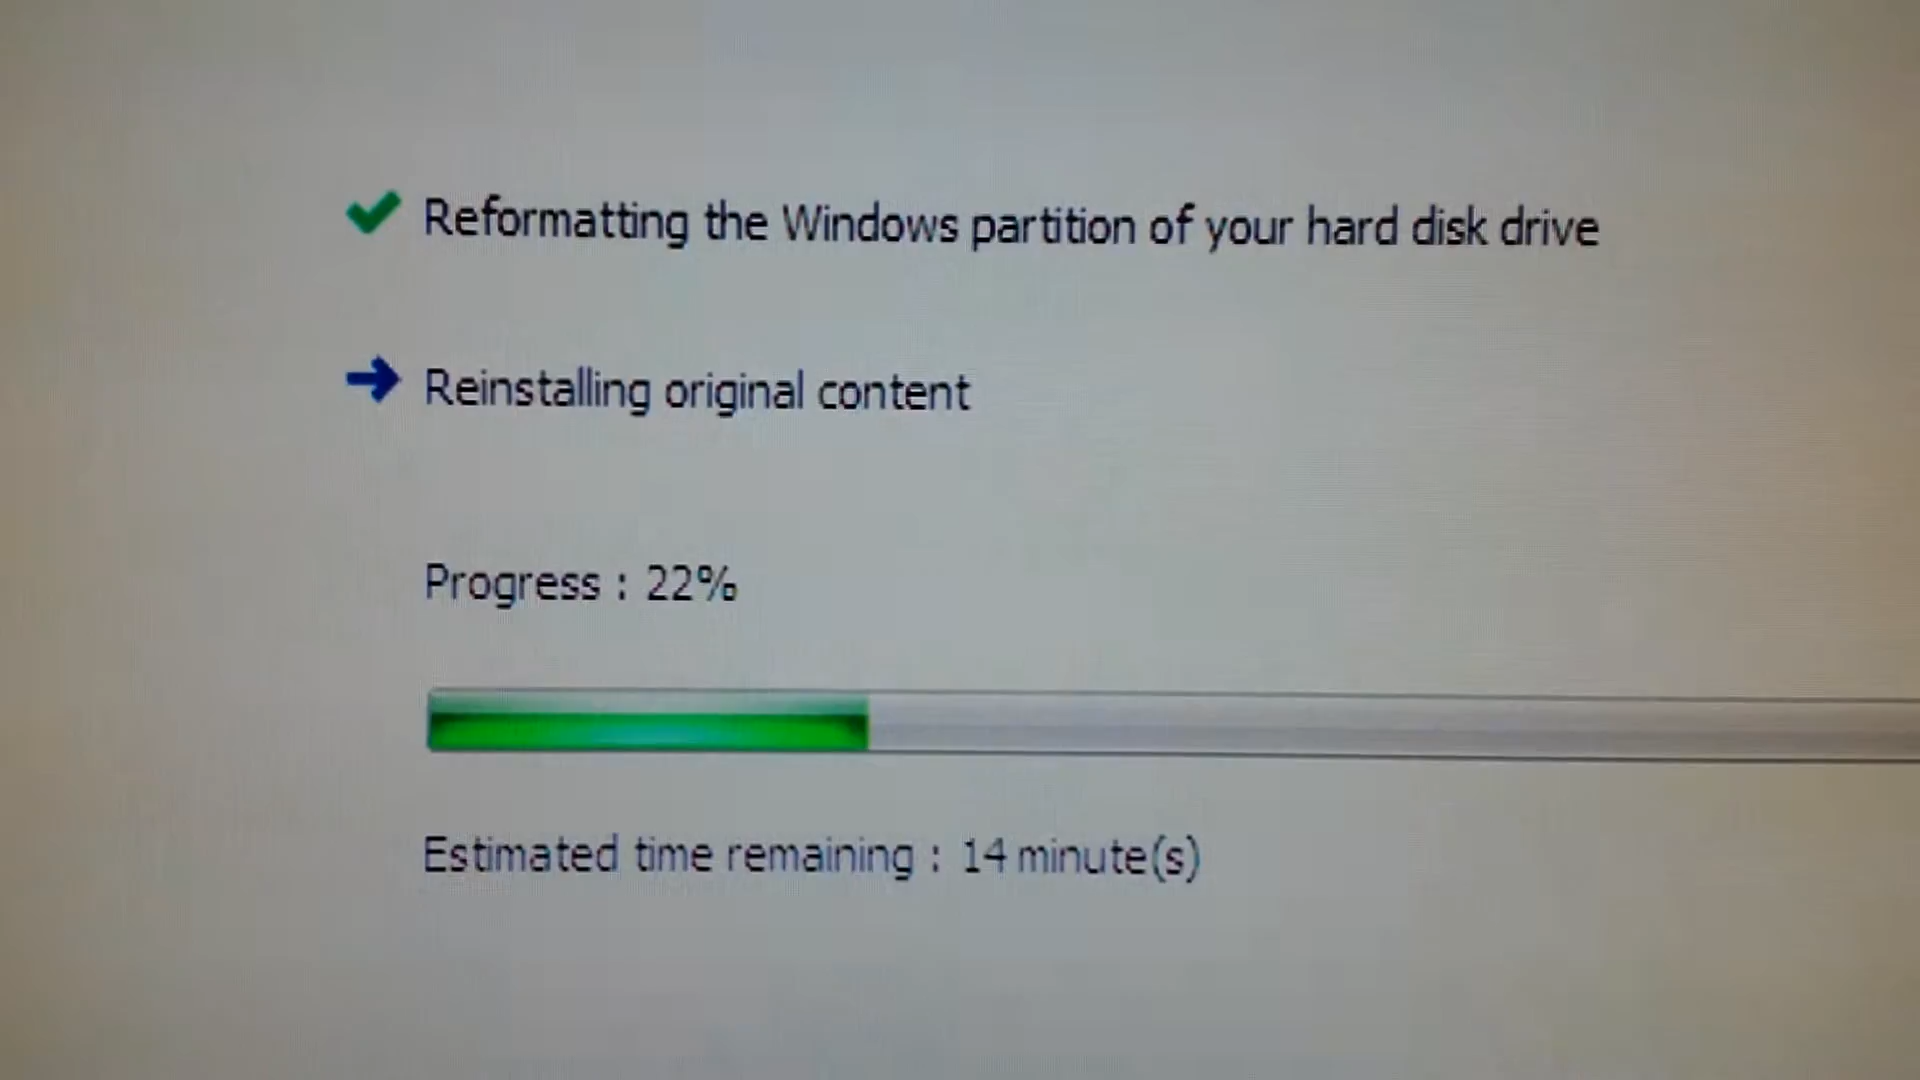 Reformatting the Windows partition of your hard disk drive
Reinstalling original content
Progress : 22%
Estimated time remaining : 14 minute(s)